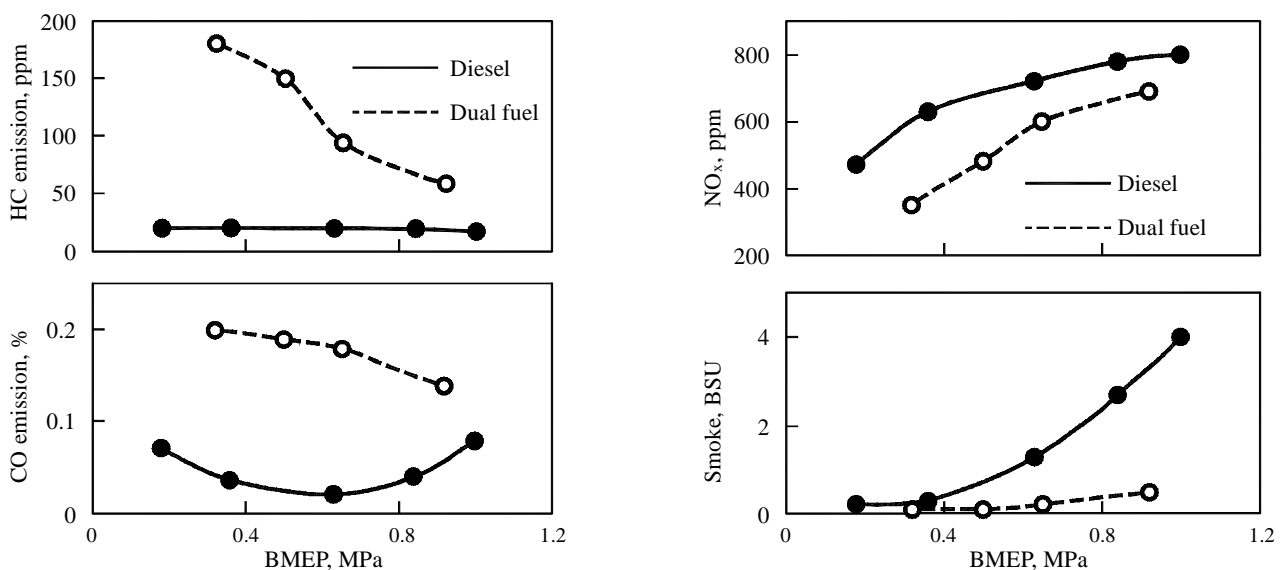 HC emission, ppm
200
150
100
50
0
Diesel
Dual fuel
CO emission, %
0.2
0.1
0
0
0.4
0.8
1.2
BMEP, MPa
NOx, ppm
800
600
400
200
Diesel
Dual fuel
Smoke, BSU
4
2
0
0
0.4
0.8
1.2
BMEP, MPa